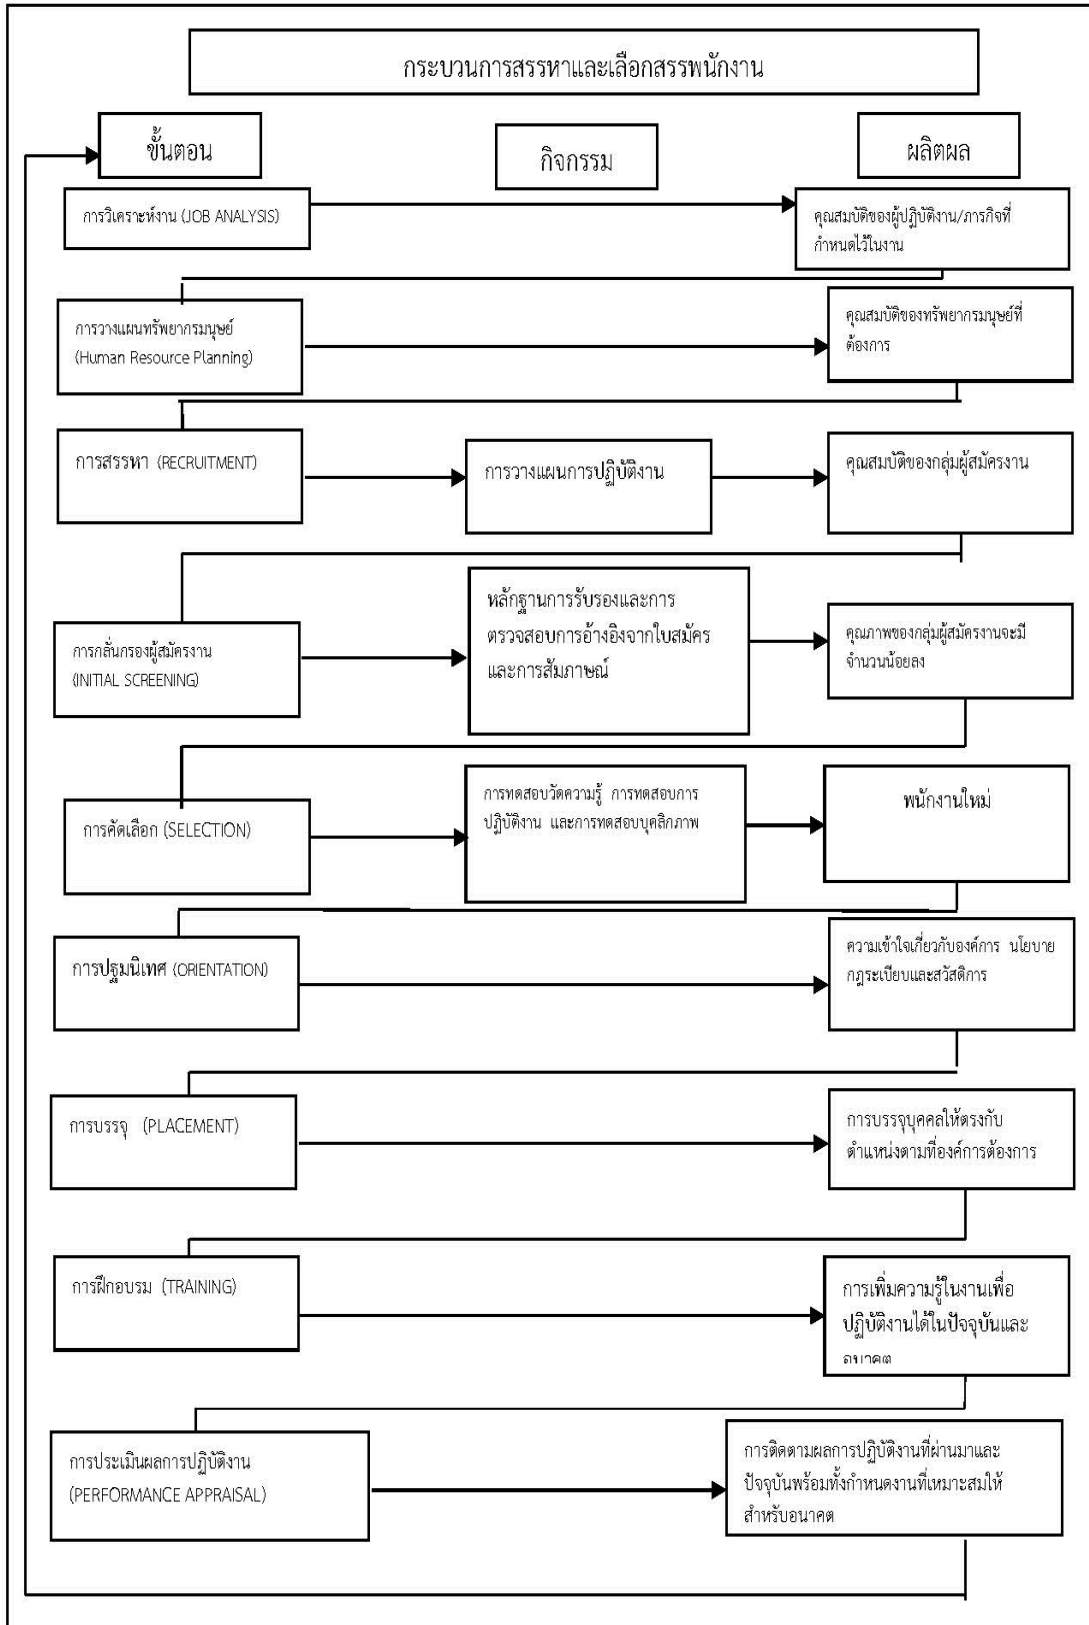 กระบวนการสรรหาและเลือกสรรพนักงาน
ขั้นตอน
กิจกรรม
ผลิตผล
การวิเคราะห์งาน (JOB ANALYSIS)
คุณสมบัติของผู้ปฏิบัติงาน/ภารกิจที่
กำหนดไว้ในงาน
การวางแผนทรัพยากรมนุษย์
(Human Resource Planning)
คุณสมบัติของทรัพยากรมนุษย์ที่
ต้องการ
การสรรหา (RECRUITMENT)
การวางแผนการปฏิบัติงาน
คุณสมบัติของกลุ่มผู้สมัครงาน
การกลั่นกรองผู้สมัครงาน
(INITIAL SCREENING)
หลักฐานการรับรองและการ
ตรวจสอบการอ้างอิงจากใบสมัคร
และการสัมภาษณ์
คุณภาพของกลุ่มผู้สมัครงานจะมี
จำนวนน้อยลง
การคัดเลือก (SELECTION)
การทดสอบวัดความรู้ การทดสอบการ
ปฏิบัติงาน และการทดสอบบุคลิกภาพ
พนักงานใหม่
การปฐมนิเทศ (ORIENTATION)
ความเข้าใจเกี่ยวกับองค์การ นโยบาย
กฎระเบียบและสวัสดิการ
การบรรจุ (PLACEMENT)
การบรรจุบุคคลให้ตรงกับ
ตำแหน่งตามที่องค์การต้องการ
การฝึกอบรม (TRAINING)
การเพิ่มความรู้ในงานเพื่อ
ปฏิบัติงานได้ในปัจจุบันและ
อนาคต
การประเมินผลการปฏิบัติงาน
(PERFORMANCE APPRAISAL)
การติดตามผลการปฏิบัติงานที่ผ่านมาและ
ปัจจุบันพร้อมทั้งกำหนดงานที่เหมาะสมให้
สำหรับอนาคต